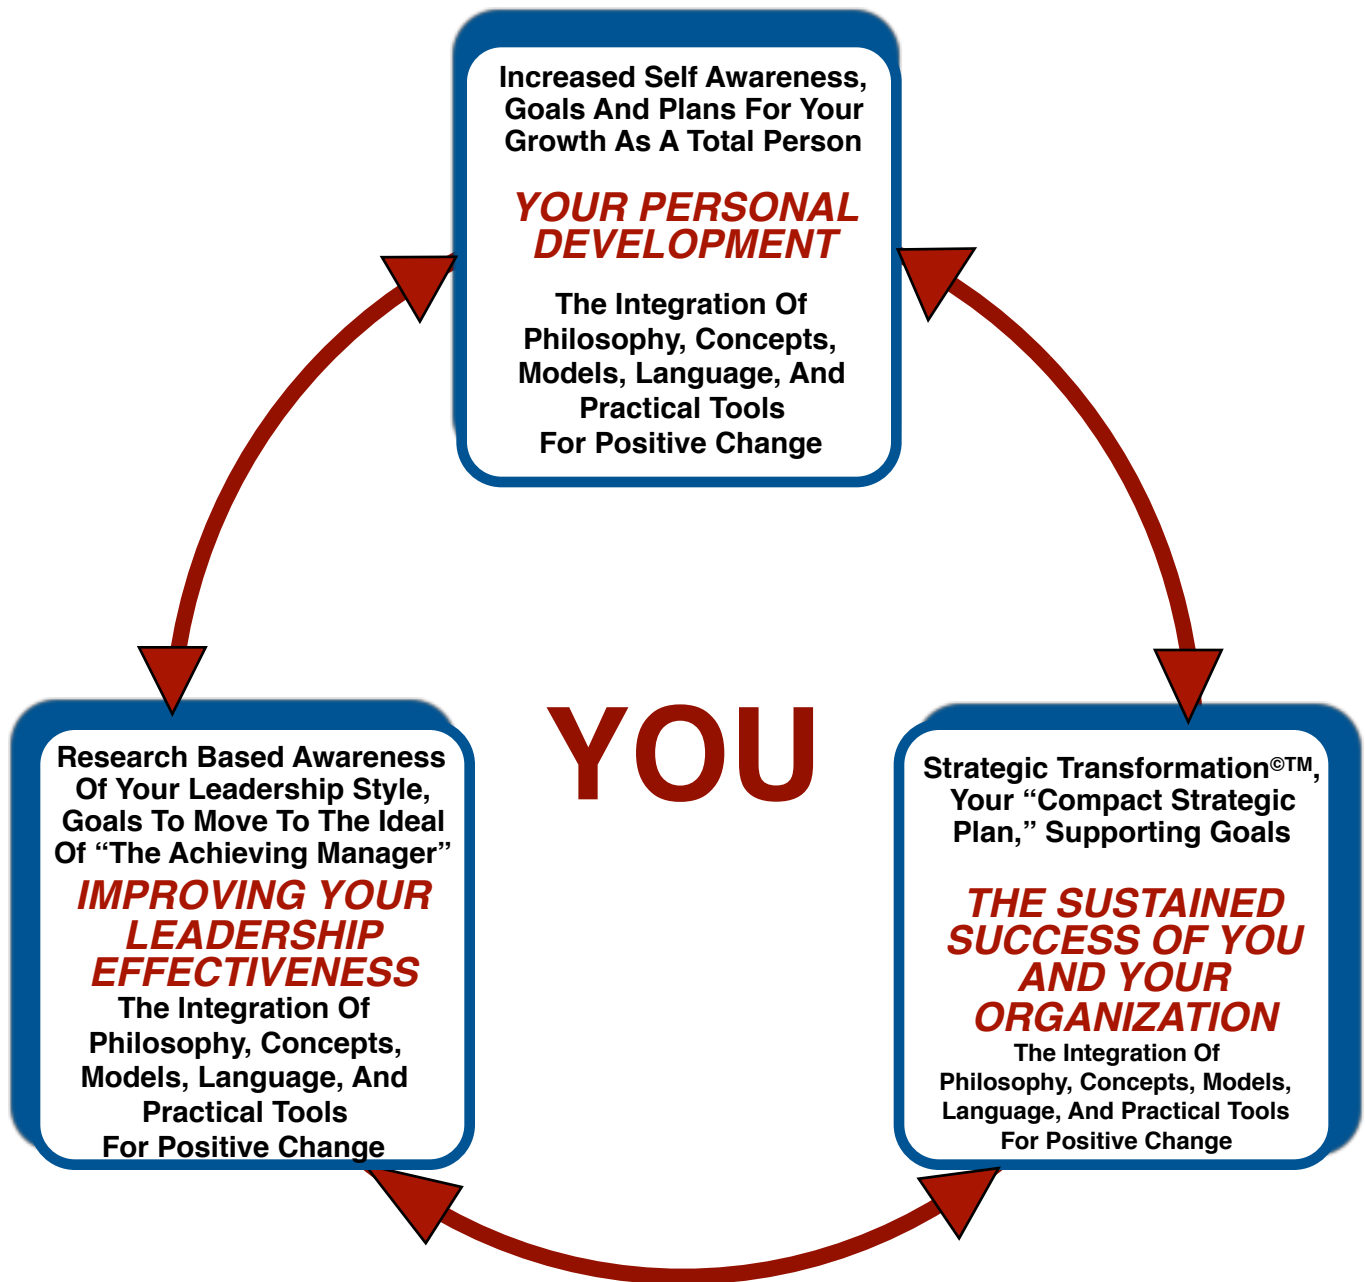 Increased Self Awareness,
Goals And Plans For Your
Growth As A Total Person
YOUR PERSONAL
DEVELOPMENT
The Integration Of
Philosophy, Concepts,
Models, Language, And
Practical Tools
For Positive Change
YOU
Research Based Awareness
Of Your Leadership Style,
Goals To Move To The Ideal
Of “The Achieving Manager”
IMPROVING YOUR
LEADERSHIP
EFFECTIVENESS
The Integration Of
Philosophy, Concepts,
Models, Language, And
Practical Tools
For Positive Change
Strategic Transformation©™,
Your “Compact Strategic
Plan,” Supporting Goals
THE SUSTAINED
SUCCESS OF YOU
AND YOUR
ORGANIZATION
The Integration Of
Philosophy, Concepts, Models,
Language, And Practical Tools
For Positive Change